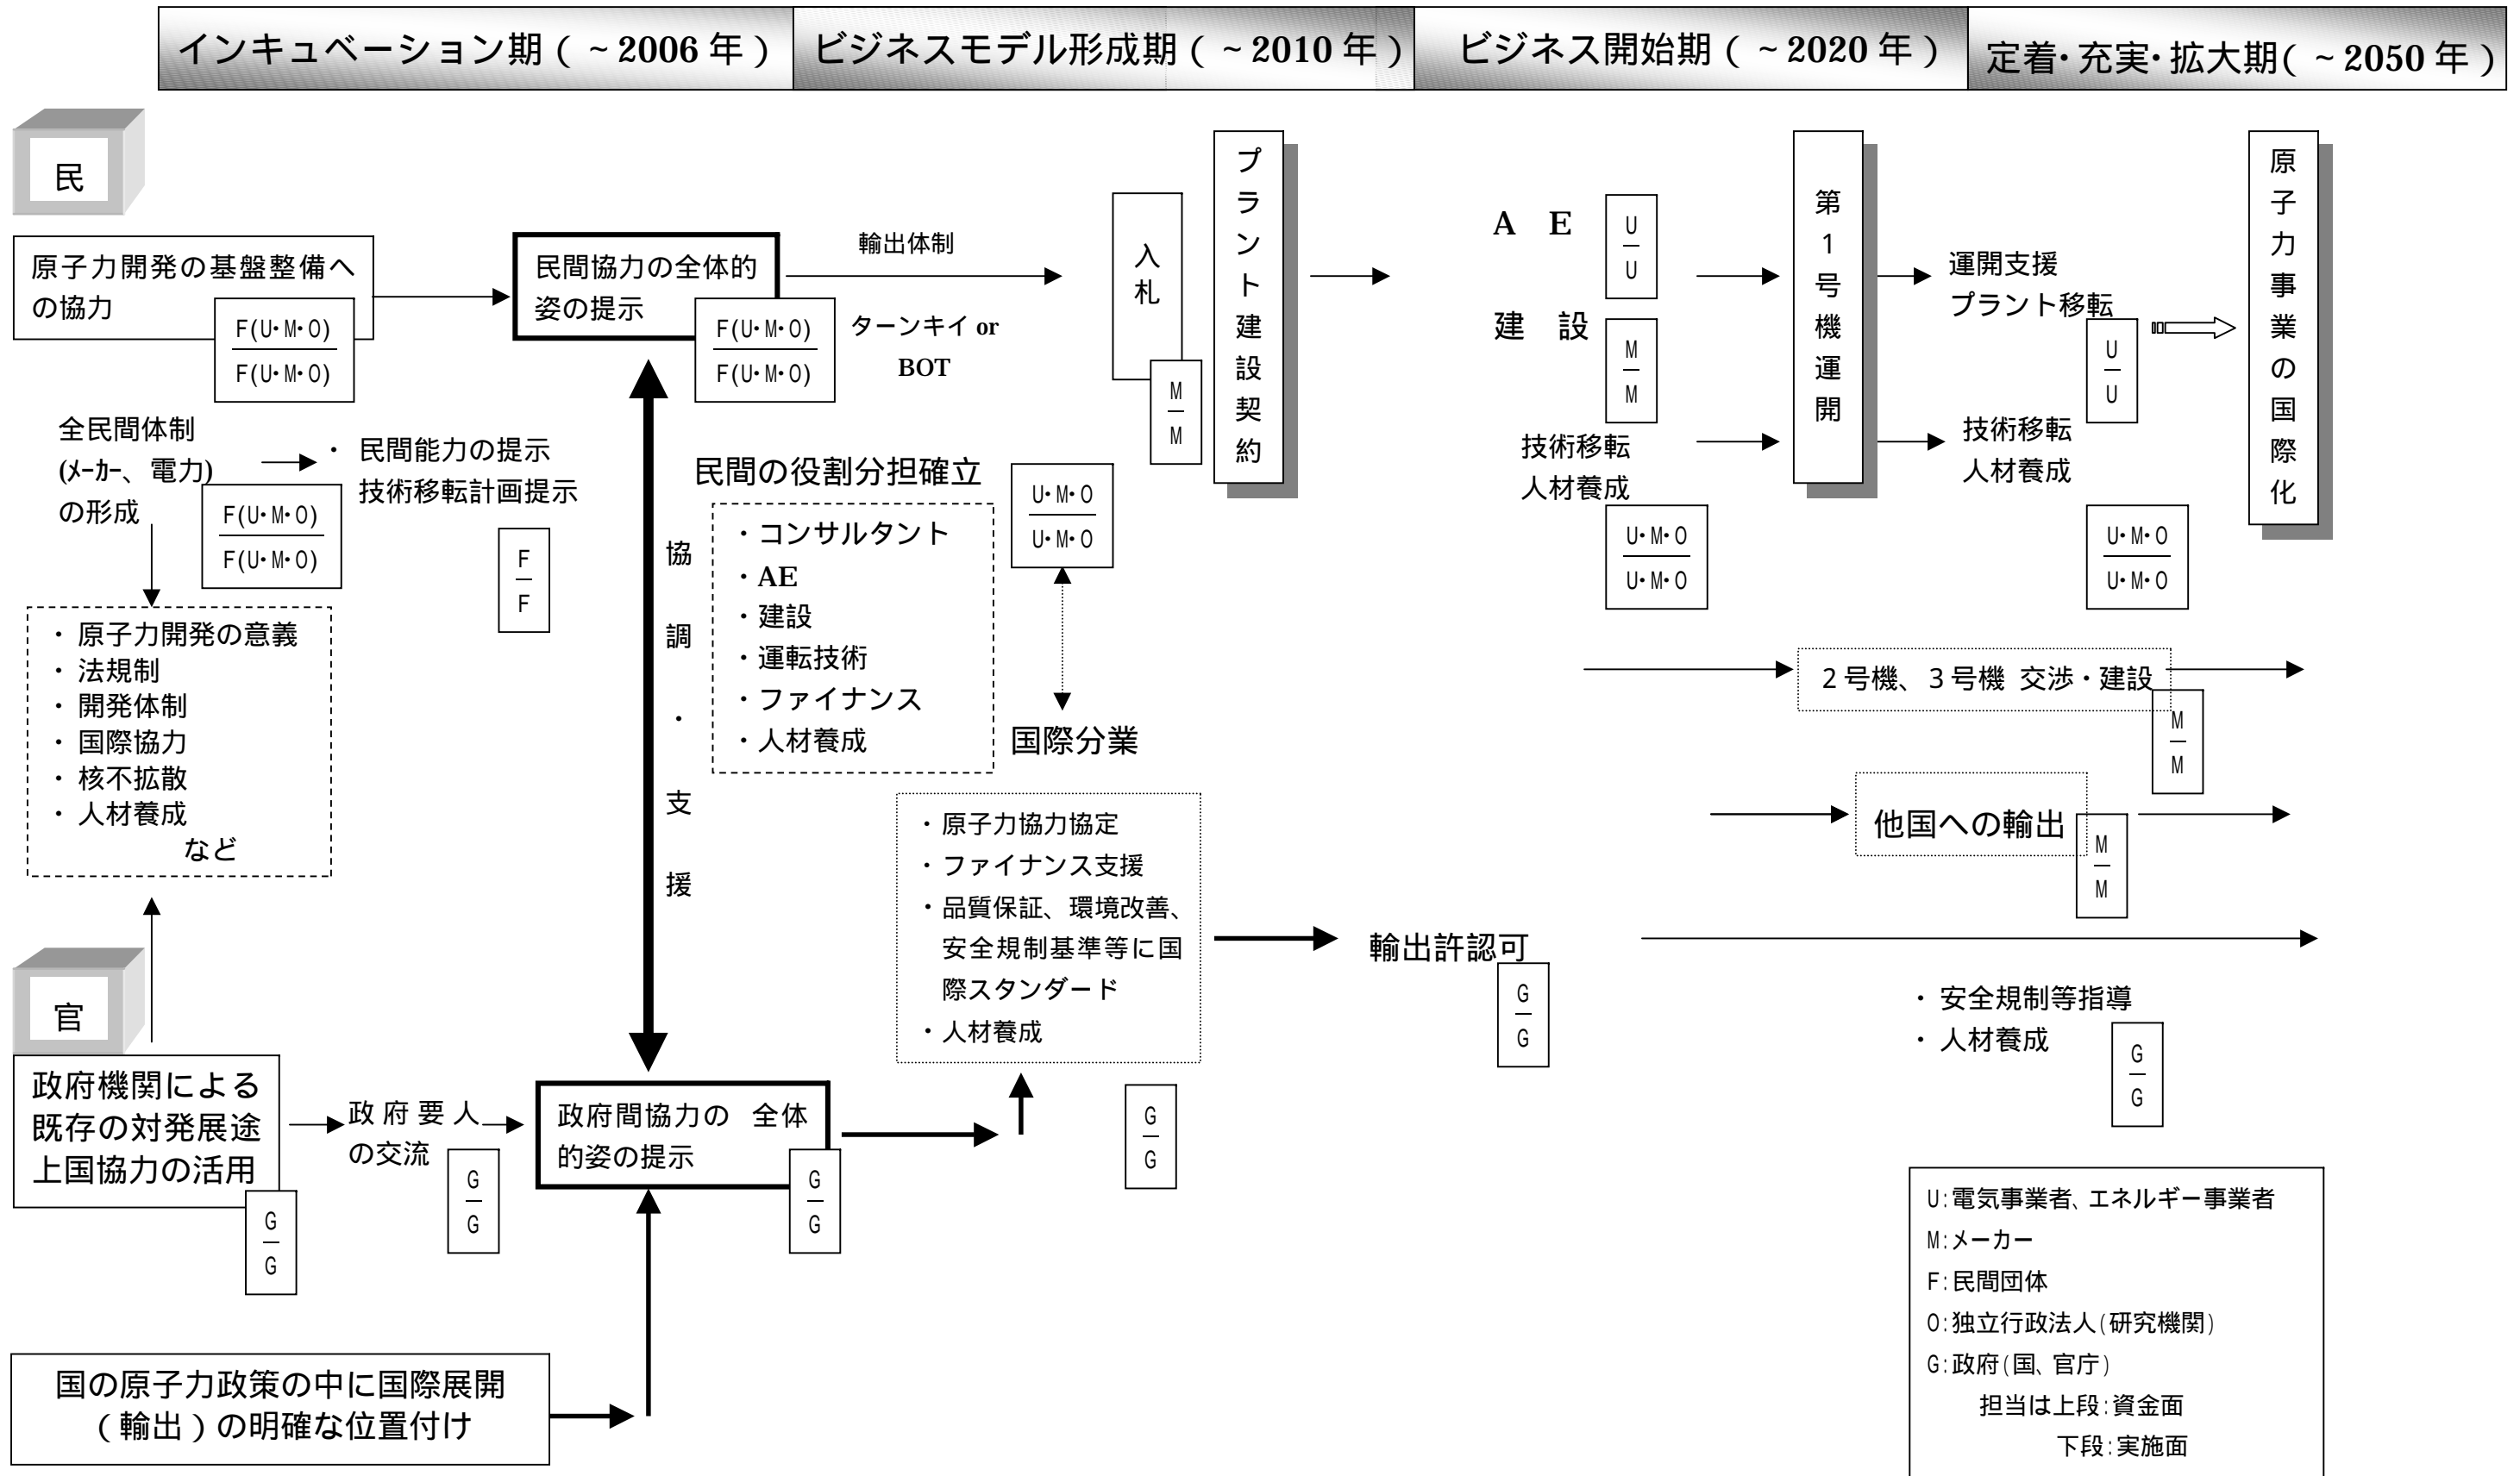 インキュベーション期（~2006年）
ビジネスモデル形成期（~2010年）
ビジネス開始期（~2020年）
定着・充実・拡大期（~2050年）
民
原子力開発の基盤整備へ
の協力
F(U・M・O)
F(U・M・O)
民間協力の全体的
姿の提示
F(U・M・O)
F(U・M・O)
輸出体制
ターンキイ or
BOT
入札
M
M
プラント建設契約
A E
U
U
建 設
M
M
技術移転
人材養成
U・M・O
U・M・O
第1号機運開
運開支援
プラント移転
U
U
技術移転
人材養成
U・M・O
U・M・O
原子力事業の国際化
全民間体制
(ﾒｰｶｰ、電力)
の形成
F(U・M・O)
F(U・M・O)
・ 民間能力の提示
技術移転計画提示
F
F
・ 原子力開発の意義
・ 法規制
・ 開発体制
・ 国際協力
・ 核不拡散
・ 人材養成
など
協調・支援
民間の役割分担確立
・コンサルタント
・AE
・建設
・運転技術
・ファイナンス
・人材養成
U・M・O
U・M・O
国際分業
2号機、3号機 交渉・建設
M
M
他国への輸出
M
M
・原子力協力協定
・ファイナンス支援
・品質保証、環境改善、
安全規制基準等に国
際スタンダード
・人材養成
G
G
輸出許認可
G
G
・ 安全規制等指導
・ 人材養成
G
G
官
政府機関による
既存の対発展途
上国協力の活用
G
G
政府要人
の交流
G
G
政府間協力の 全体
的姿の提示
G
G
国の原子力政策の中に国際展開
（輸出）の明確な位置付け
U:電気事業者、エネルギー事業者
M:メーカー
F:民間団体
O:独立行政法人(研究機関)
G:政府(国、官庁)
担当は上段:資金面
下段:実施面